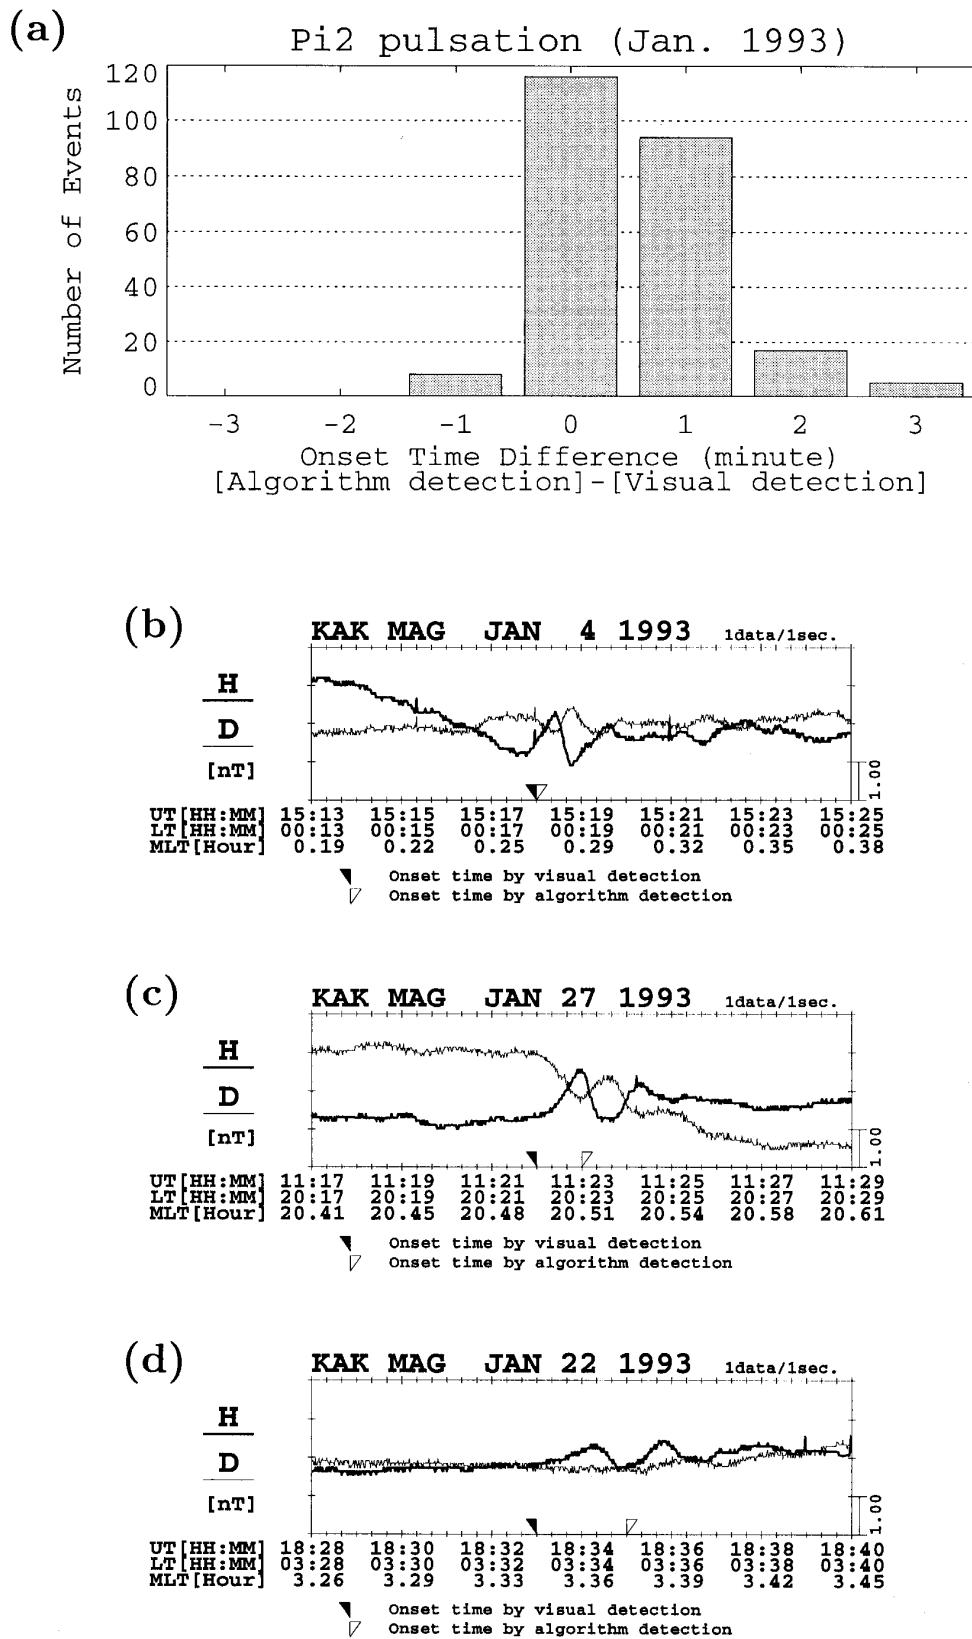 (a)
Pi2 pulsation (Jan. 1993)
Number of Events
120
100
80
60
40
20
0
-3 -2 -1 0 1 2 3
Onset Time Difference (minute)
[Algorithm detection]-[Visual detection]
(b)
KAK MAG JAN 4 1993 1data/1sec.
H
D
[nT]
1.00
UT[HH:MM] 15:13 15:15 15:17 15:19 15:21 15:23 15:25
LT[HH:MM] 00:13 00:15 00:17 00:19 00:21 00:23 00:25
MLT[Hour] 0.19 0.22 0.25 0.29 0.32 0.35 0.38
Onset time by visual detection
Onset time by algorithm detection
(c)
KAK MAG JAN 27 1993 1data/1sec.
H
D
[nT]
1.00
UT[HH:MM] 11:17 11:19 11:21 11:23 11:25 11:27 11:29
LT[HH:MM] 20:17 20:19 20:21 20:23 20:25 20:27 20:29
MLT[Hour] 20.41 20.45 20.48 20.51 20.54 20.58 20.61
Onset time by visual detection
Onset time by algorithm detection
(d)
KAK MAG JAN 22 1993 1data/1sec.
H
D
[nT]
1.00
UT[HH:MM] 18:28 18:30 18:32 18:34 18:36 18:38 18:40
LT[HH:MM] 03:28 03:30 03:32 03:34 03:36 03:38 03:40
MLT[Hour] 3.26 3.29 3.33 3.36 3.39 3.42 3.45
Onset time by visual detection
Onset time by algorithm detection